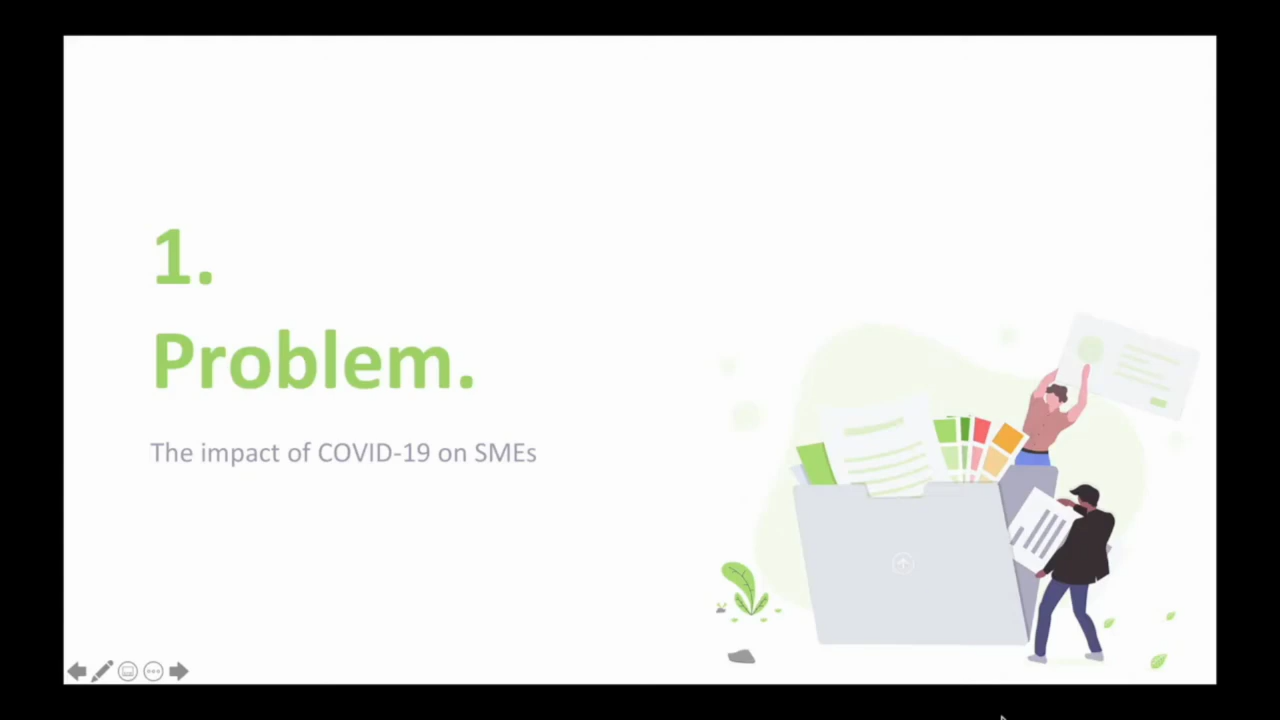 1.
Problem.
The impact of COVID-19 on SMEs